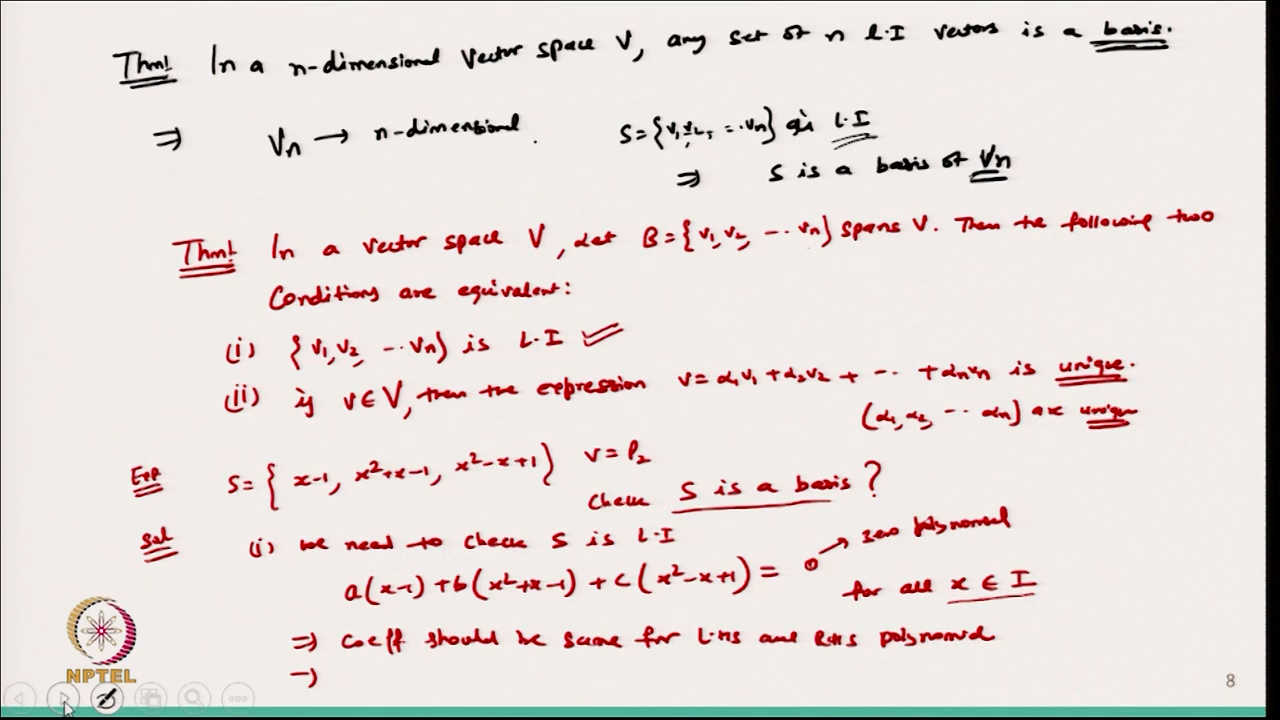 Thm! In a n-dimensional vector space V, any set of n L.I vectors is a basis.
⇒ Vn → n-dimensional. S={v1, v2, ... vn} is L.I
⇒ S is a basis of Vn
Thm! In a vector space V, let B={v1, v2, ... vn} spans V. Then the following two
Conditions are equivalent:
(i) {v1, v2, ... vn} is L.I
(ii) if v∈V, then the expression v=α1v1+α2v2+ ... +αnvn is unique.
(α1, α2, ... αn) are unique
Exp S={x-1, x²+x-1, x²-x+1} V=P2
Check S is a basis?
Sol (i) We need to check S is L.I
a(x-1)+b(x²+x-1)+c(x²-x+1)=0 → zero polynomial
for all x ∈ I
⇒ Coeff should be same for L.H.S and R.H.S polynomial
⇒
NPTEL
8